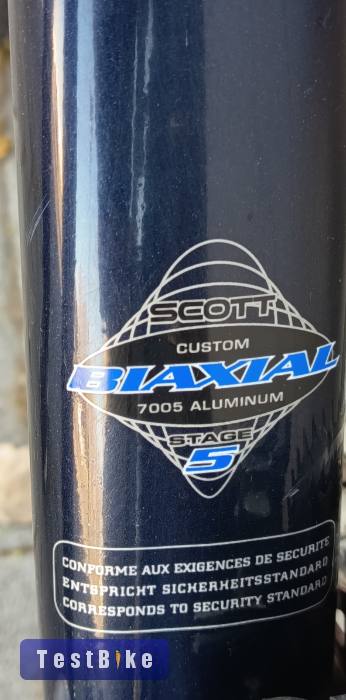 SCOTT
CUSTOM
BIAXIAL
7005 ALUMINUM
STAGE
5
CONFORME AUX EXIGENCES DE SECURITE
ENTSPRICHT SICHERHEITSSTANDARD
CORRESPONDS TO SECURITY STANDARD
TestBike